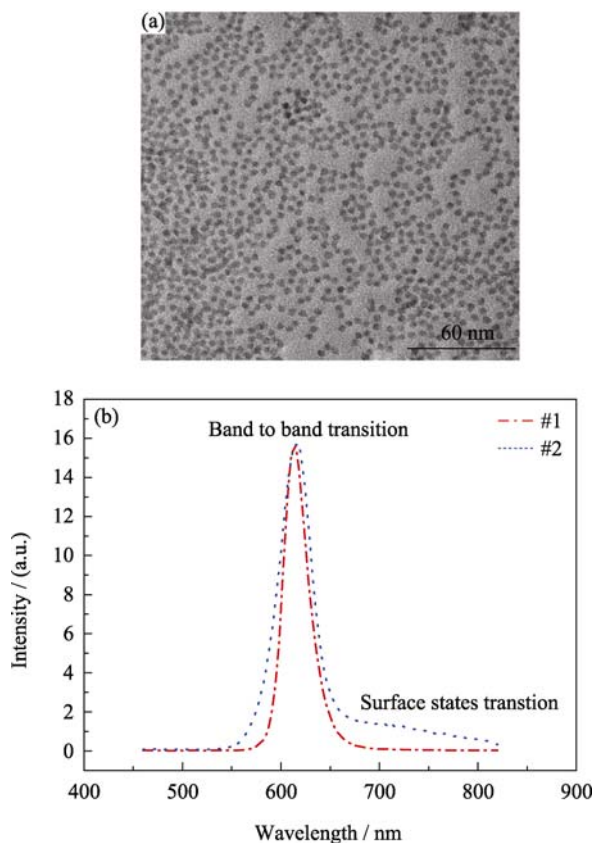 (a)
60 nm
(b)
Band to band transition
#1
#2
Surface states transtion
18
16
14
12
10
8
6
4
2
0
Intensity / (a.u.)
400 500 600 700 800 900
Wavelength / nm